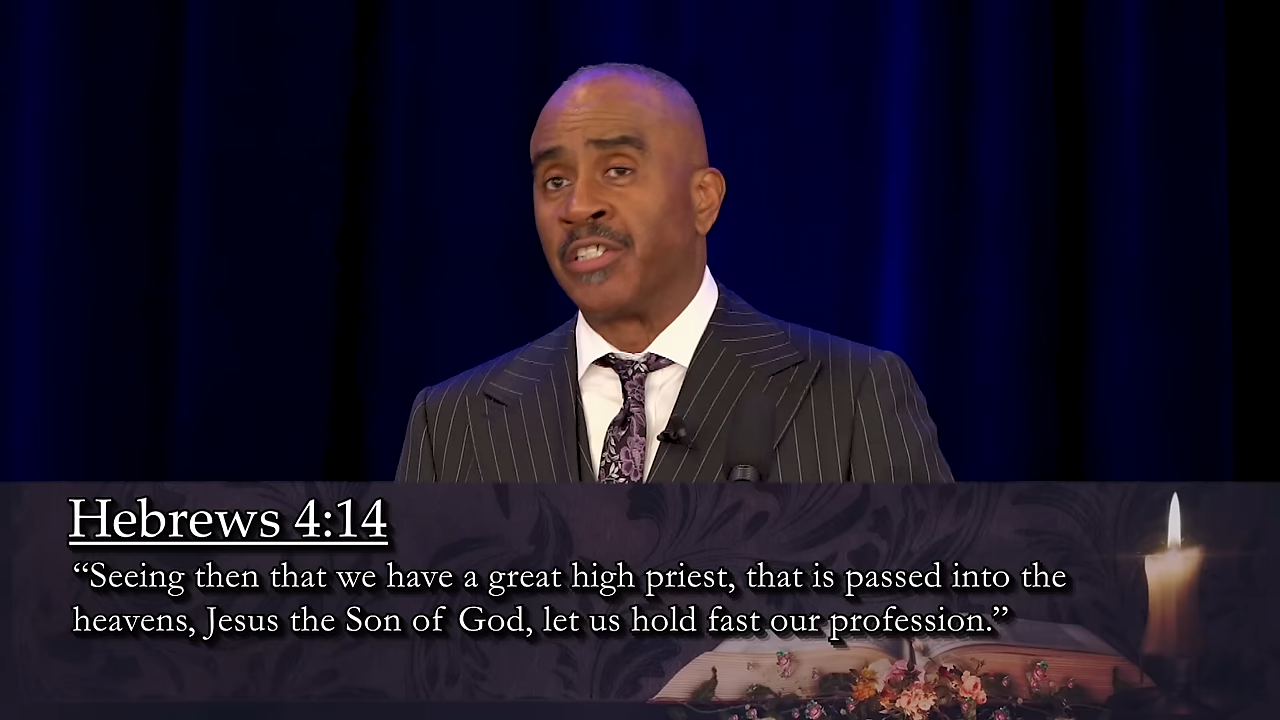 Hebrews 4:14
“Seeing then that we have a great high priest, that is passed into the
heavens, Jesus the Son of God, let us hold fast our profession.”